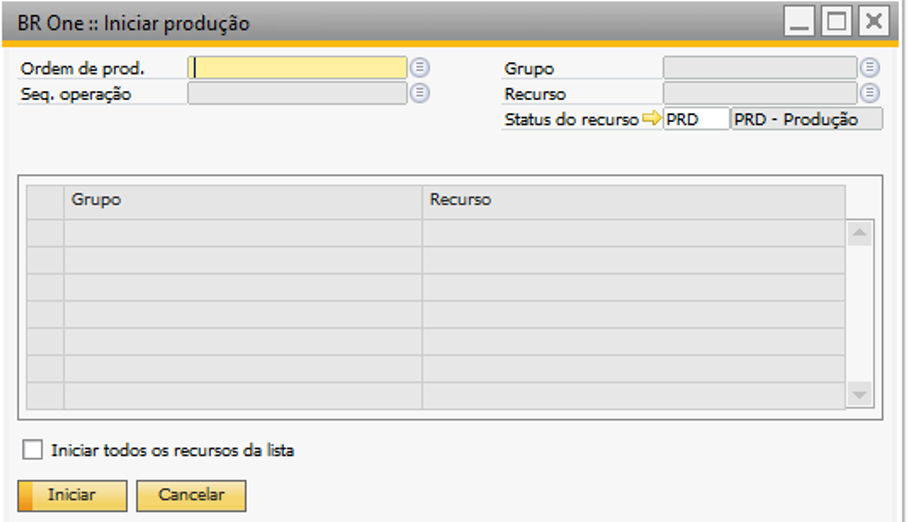 BR One :: Iniciar produção
Ordem de prod.
Seq. operação
Grupo
Recurso
Status do recurso PRD PRD - Produção
Grupo Recurso
Iniciar todos os recursos da lista
Iniciar Cancelar